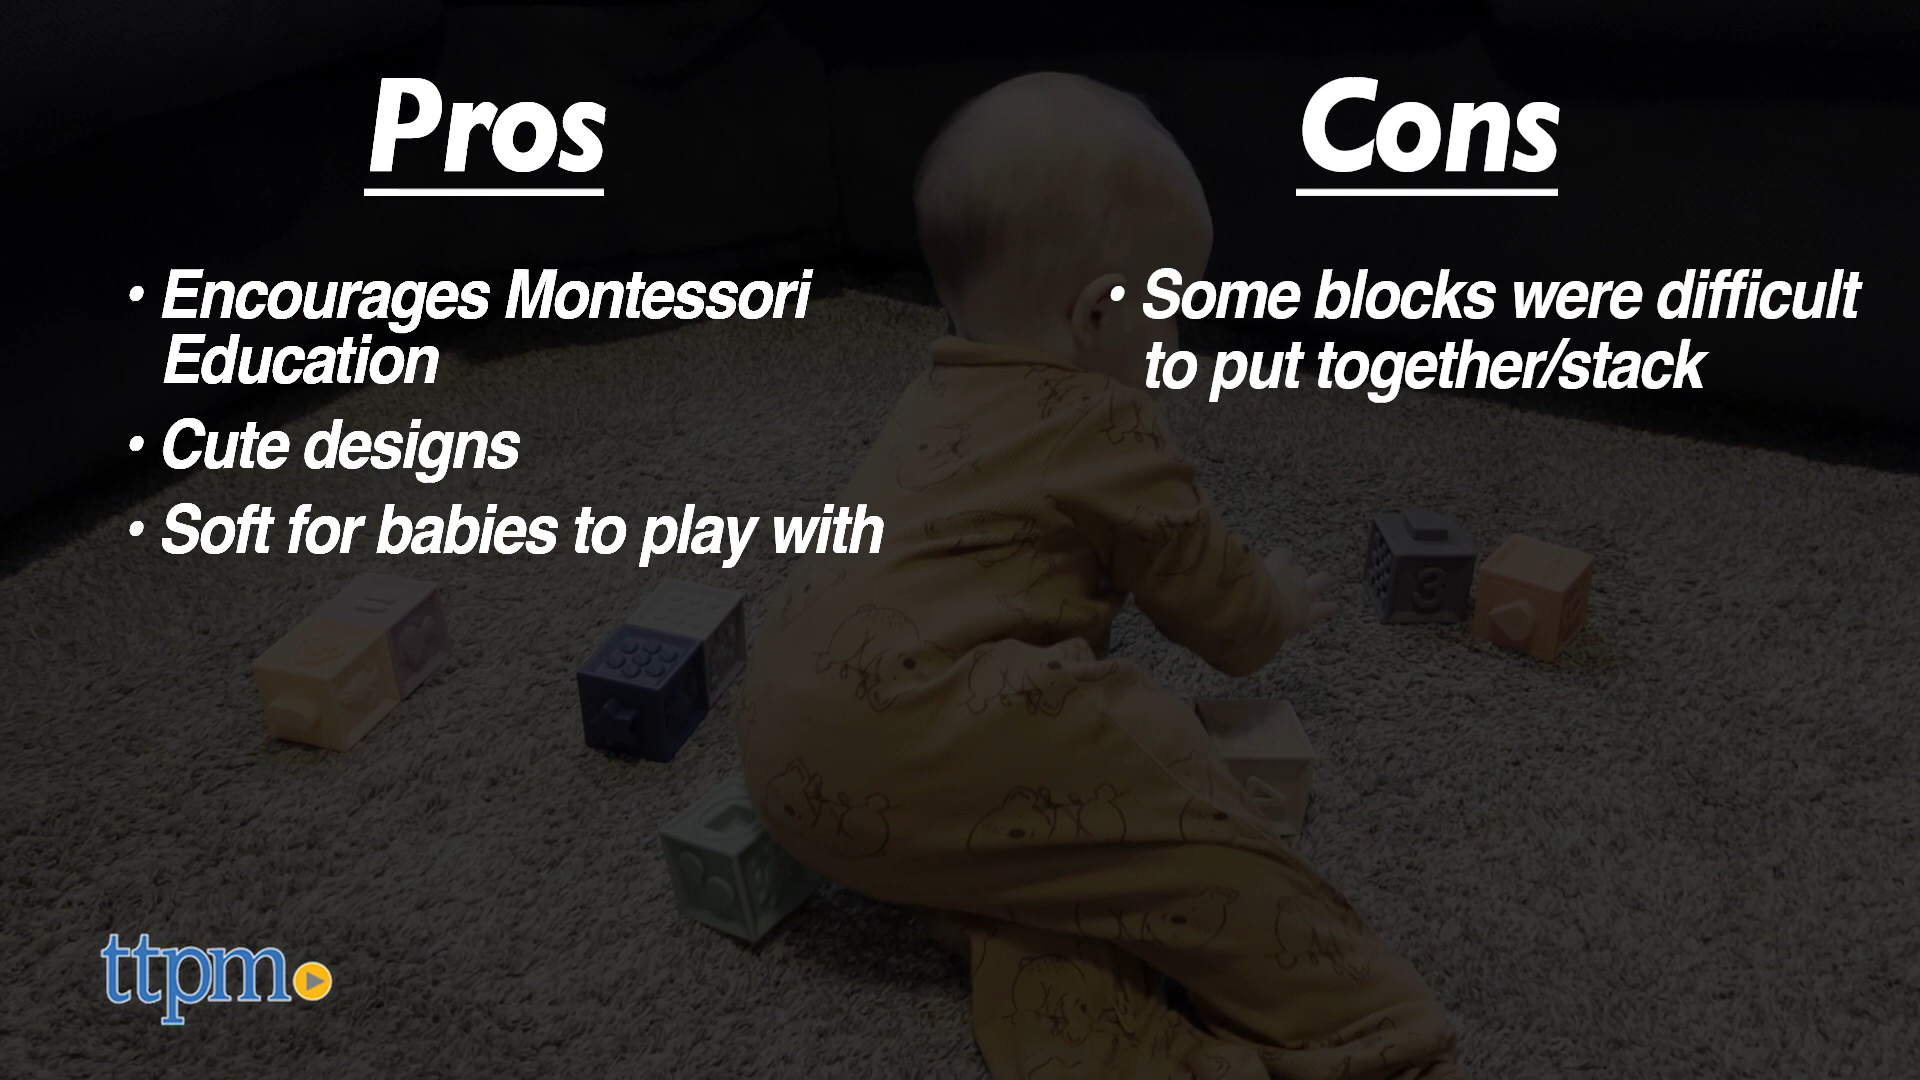 Pros
• Encourages Montessori
Education
• Cute designs
• Soft for babies to play with
Cons
• Some blocks were difficult
to put together/stack
3
ttpm